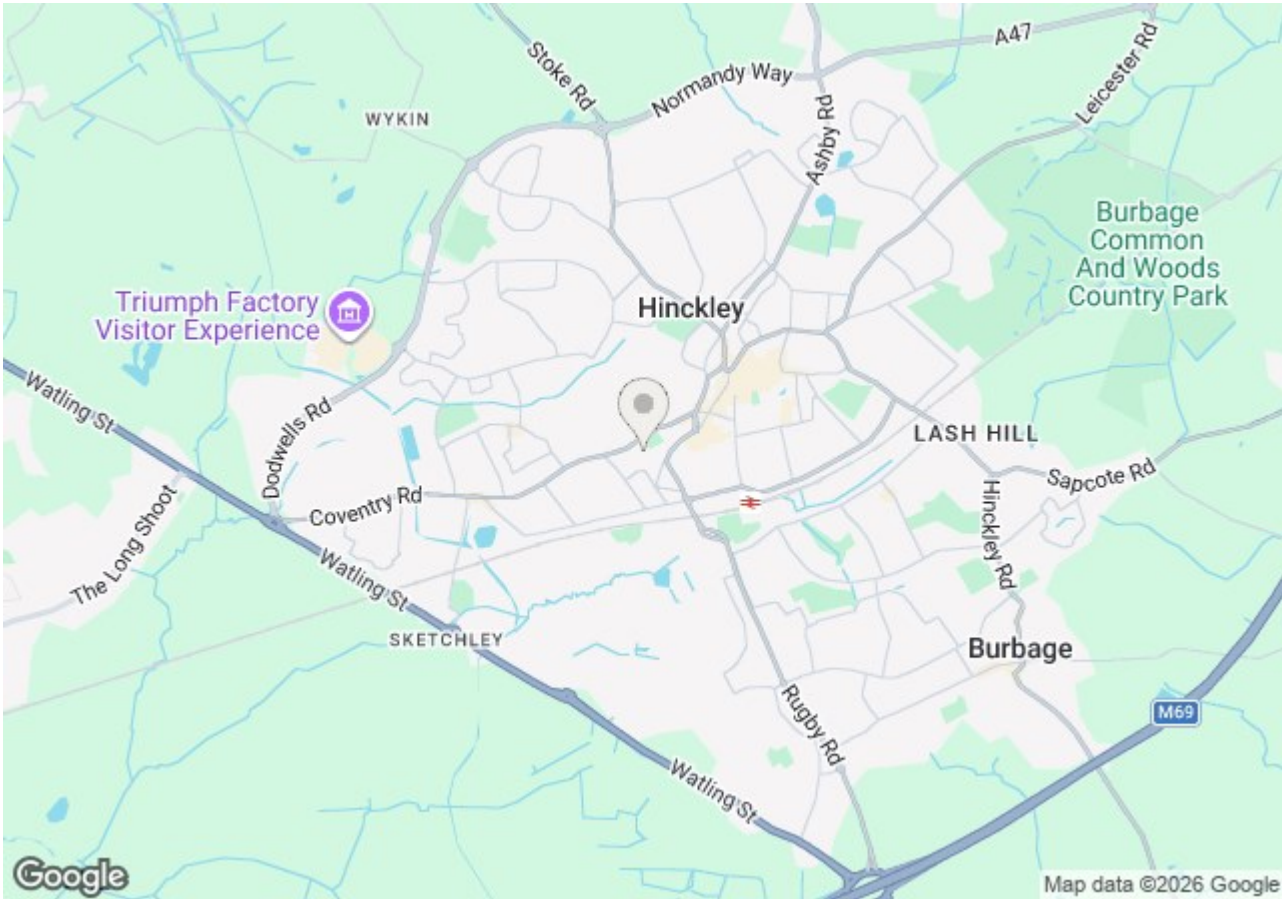 A47
Leicester Rd
Stoke Rd
Normandy Way
Ashby Rd
WYKIN
Burbage
Common
And Woods
Country Park
Triumph Factory
Visitor Experience
Hinckley
Watling St
Dodwells Rd
LASH HILL
Sapcote Rd
Hinckley Rd
Coventry Rd
The Long Shoot
Watling St
SKETCHLEY
Burbage
Rugby Rd
M69
Watling St
Google
Map data ©2026 Google